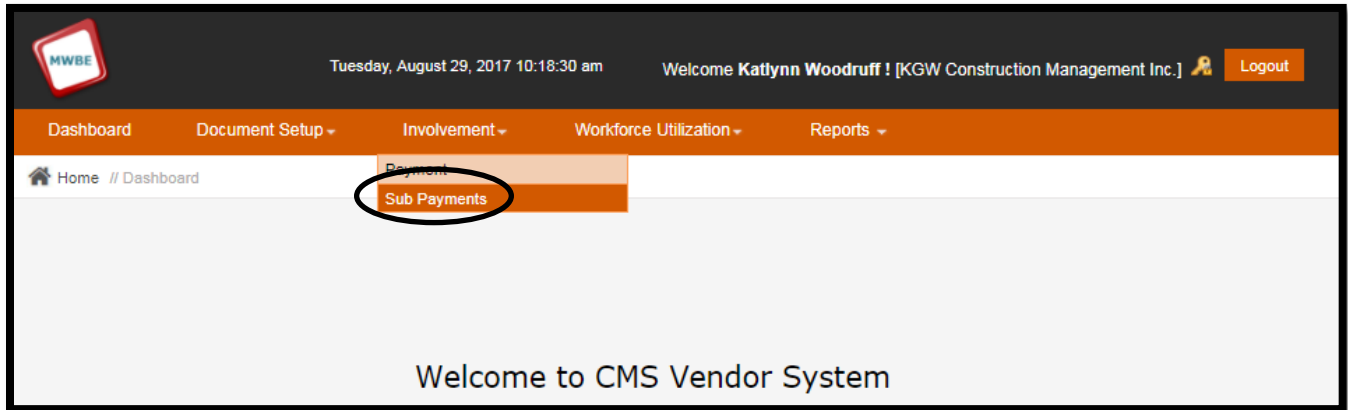 MWBE
Tuesday, August 29, 2017 10:18:30 am
Welcome Katlynn Woodruff ! [KGW Construction Management Inc.]
Logout
Dashboard Document Setup Involvement Workforce Utilization Reports
Home // Dashboard
Payment
Sub Payments
Welcome to CMS Vendor System